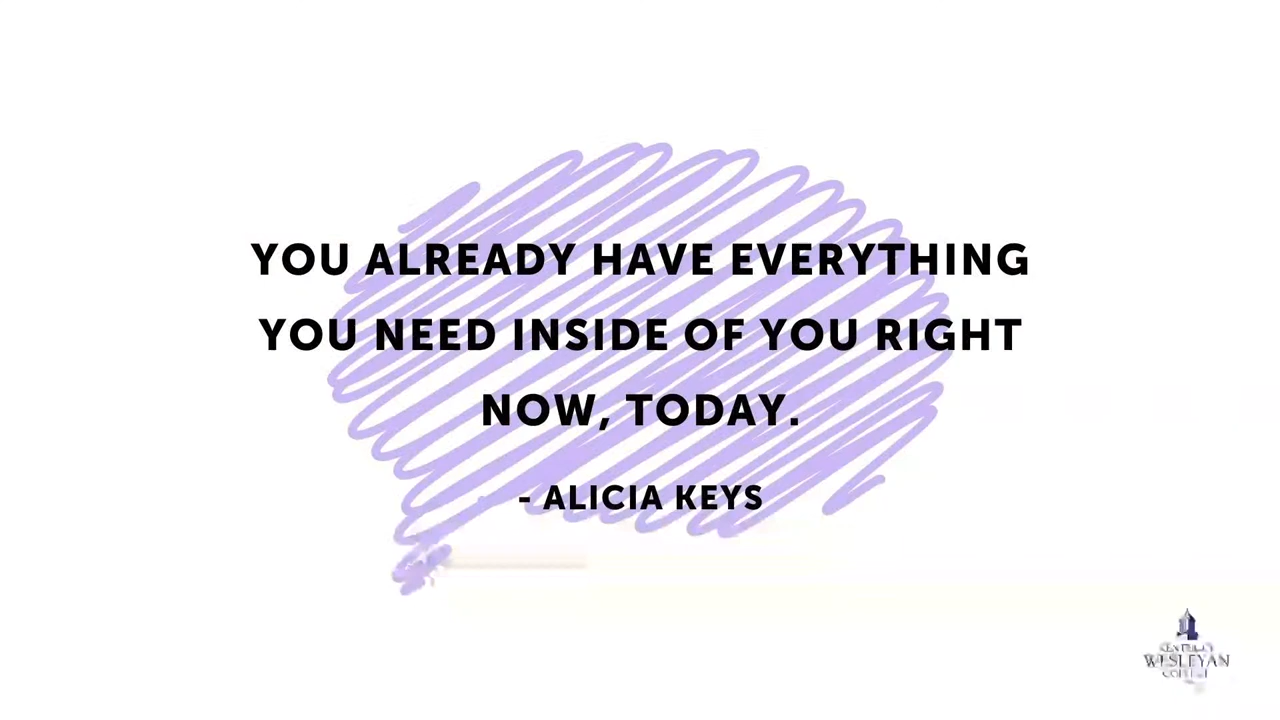 YOU ALREADY HAVE EVERYTHING
YOU NEED INSIDE OF YOU RIGHT
NOW, TODAY.
- ALICIA KEYS
WESLEYAN